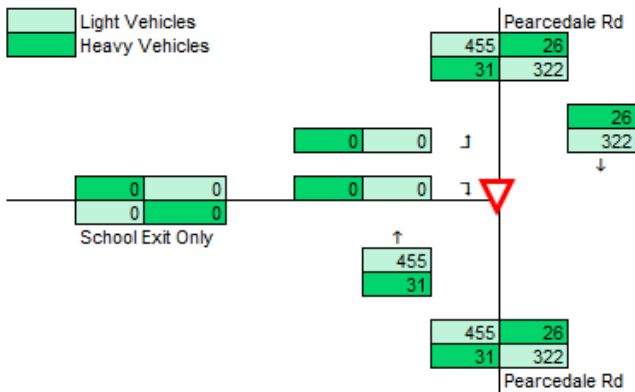 Light Vehicles
Heavy Vehicles
Pearcedale Rd
455 26
31 322
26
322
↓
0 0 ↿
0 0 ⇂
0 0
0 0
School Exit Only
↑
455
31
455 26
31 322
Pearcedale Rd